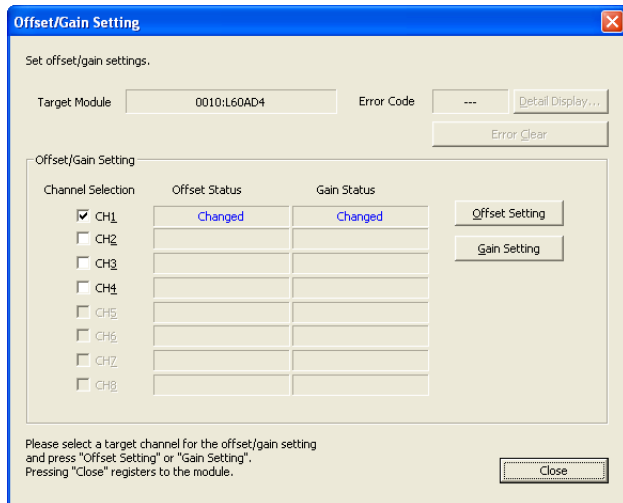 Offset/Gain Setting
Set offset/gain settings.
Target Module 0010:L60AD4 Error Code --- Detail Display...
Error Clear
Offset/Gain Setting
Channel Selection Offset Status Gain Status
CH1 Changed Changed Offset Setting
CH2
Gain Setting
CH3
CH4
CH5
CH6
CH7
CH8
Please select a target channel for the offset/gain setting
and press "Offset Setting" or "Gain Setting".
Pressing "Close" registers to the module.
Close